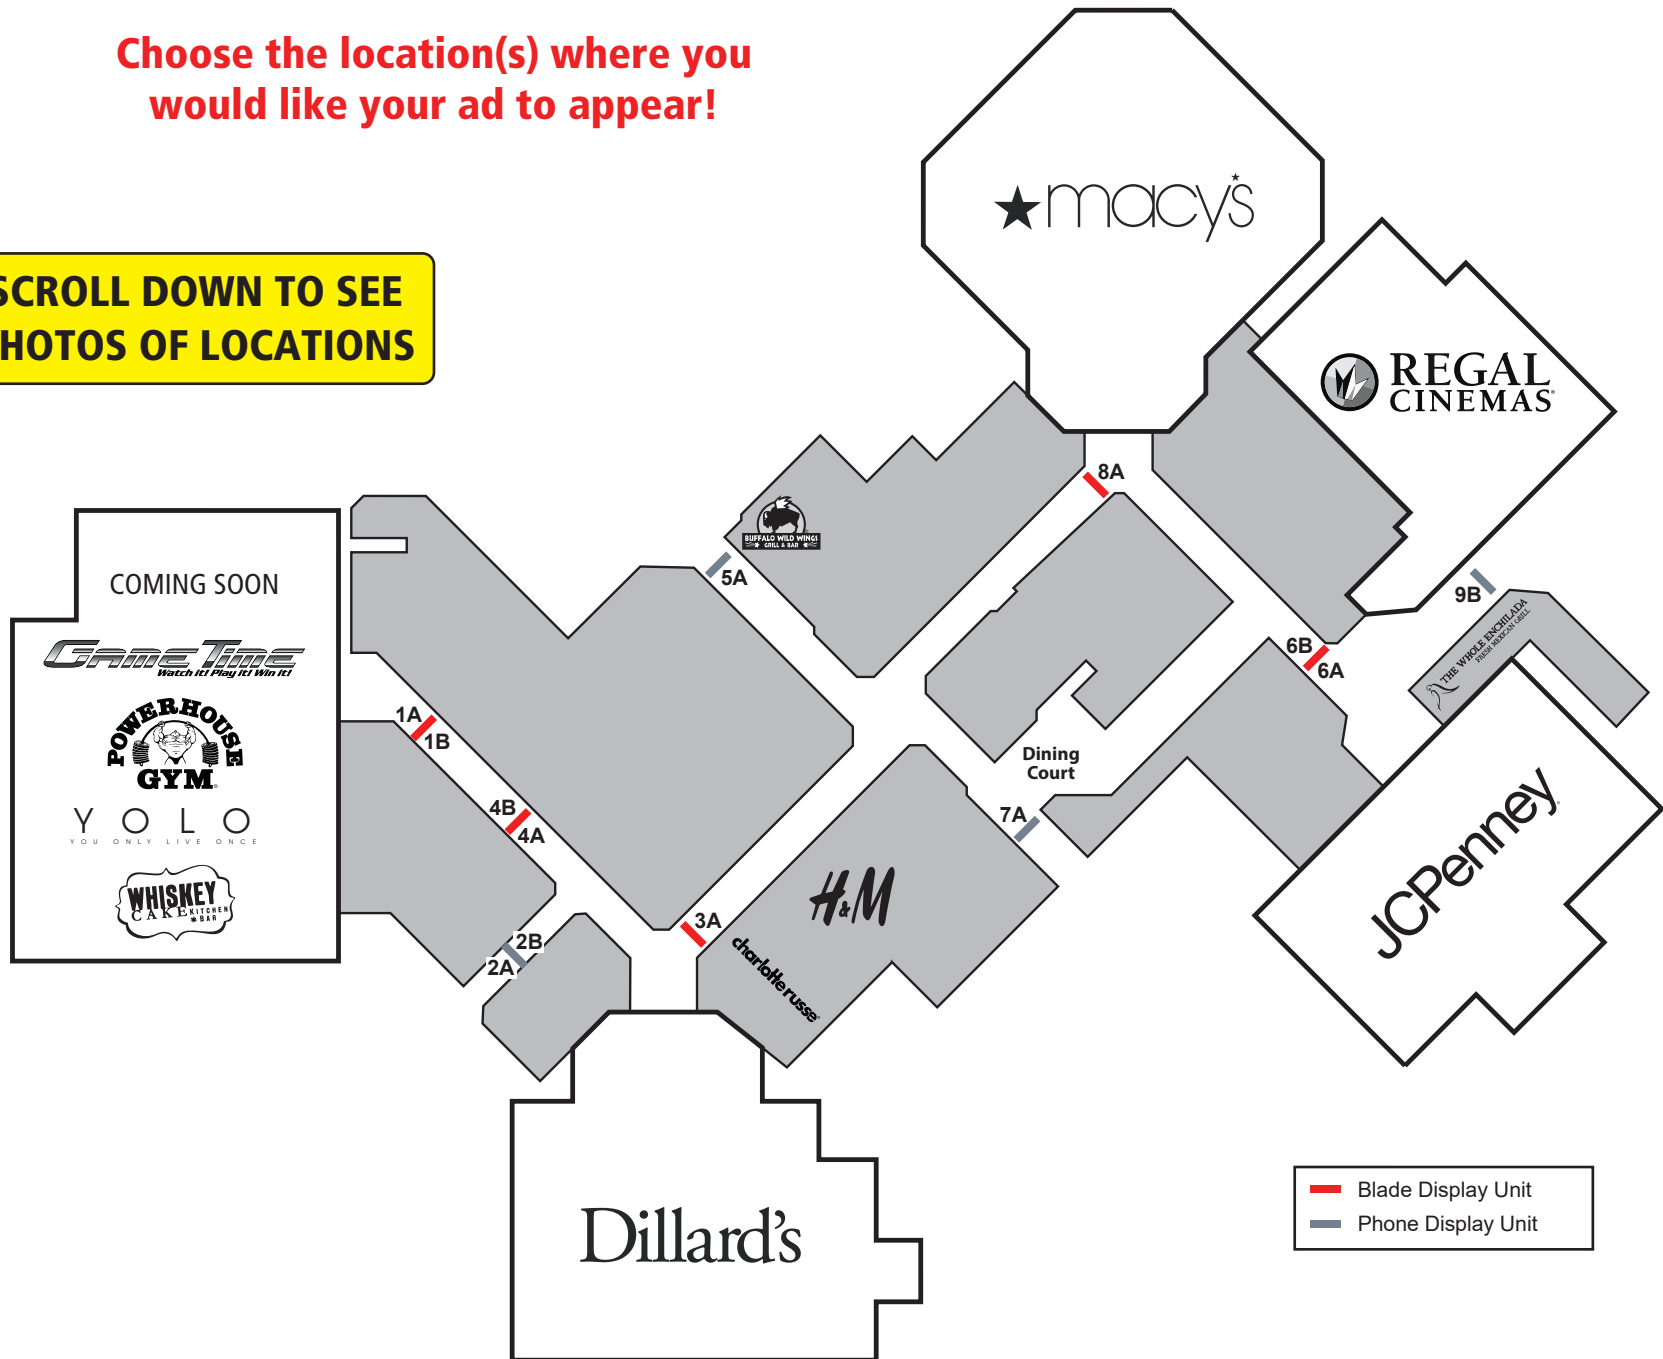 Choose the location(s) where you
would like your ad to appear!
SCROLL DOWN TO SEE
HOTOS OF LOCATIONS
macy's
REGAL
CINEMAS
8A
BUFFALO WILD WINGS
GRILL & BAR
5A
9B
THE WHOLE ENCHILADA
FRESH MEXICAN GRILL
6B
6A
COMING SOON
GameTime
Watch it! Play it! Win it!
POWERHOUSE
GYM
YOLO
YOU ONLY LIVE ONCE
WHISKEY
CAKE KITCHEN
& BAR
1A
1B
4B
4A
Dining
Court
7A
H&M
3A
charlotte russe
2B
2A
JCPenney
Dillard's
Blade Display Unit
Phone Display Unit